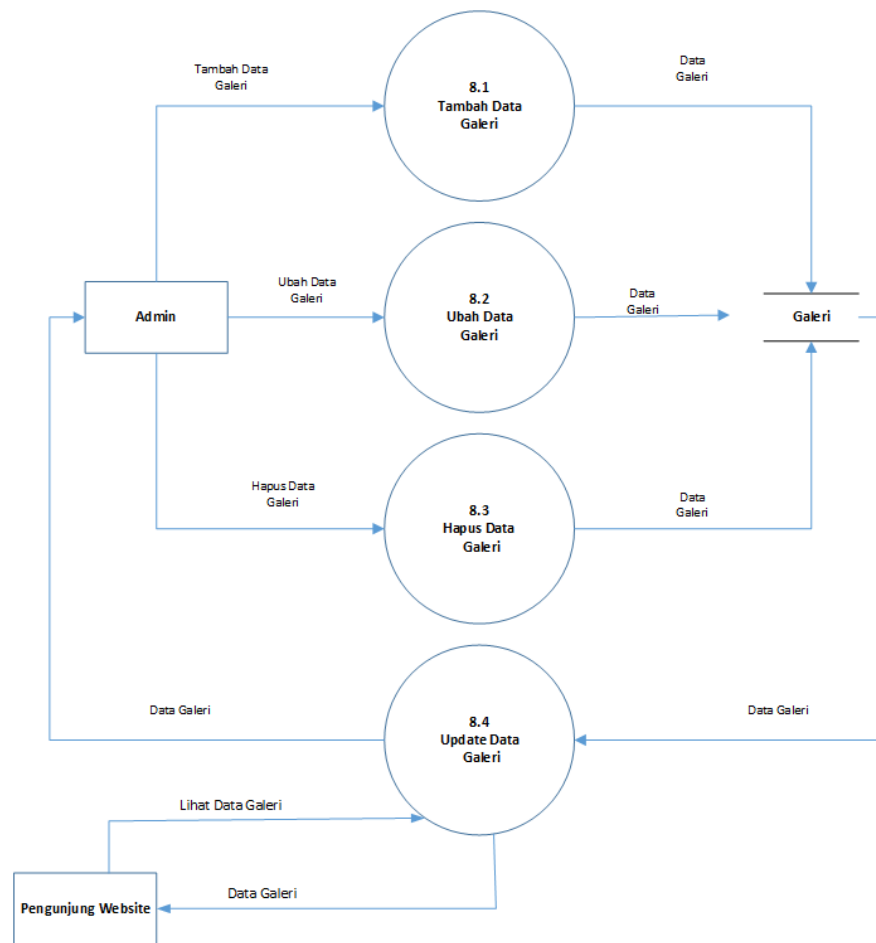 Tambah Data
Galeri
8.1
Tambah Data
Galeri
Data
Galeri
Ubah Data
Galeri
Admin
8.2
Ubah Data
Galeri
Data
Galeri
Galeri
Hapus Data
Galeri
8.3
Hapus Data
Galeri
Data
Galeri
Data Galeri
8.4
Update Data
Galeri
Data Galeri
Lihat Data Galeri
Data Galeri
Pengunjung Website